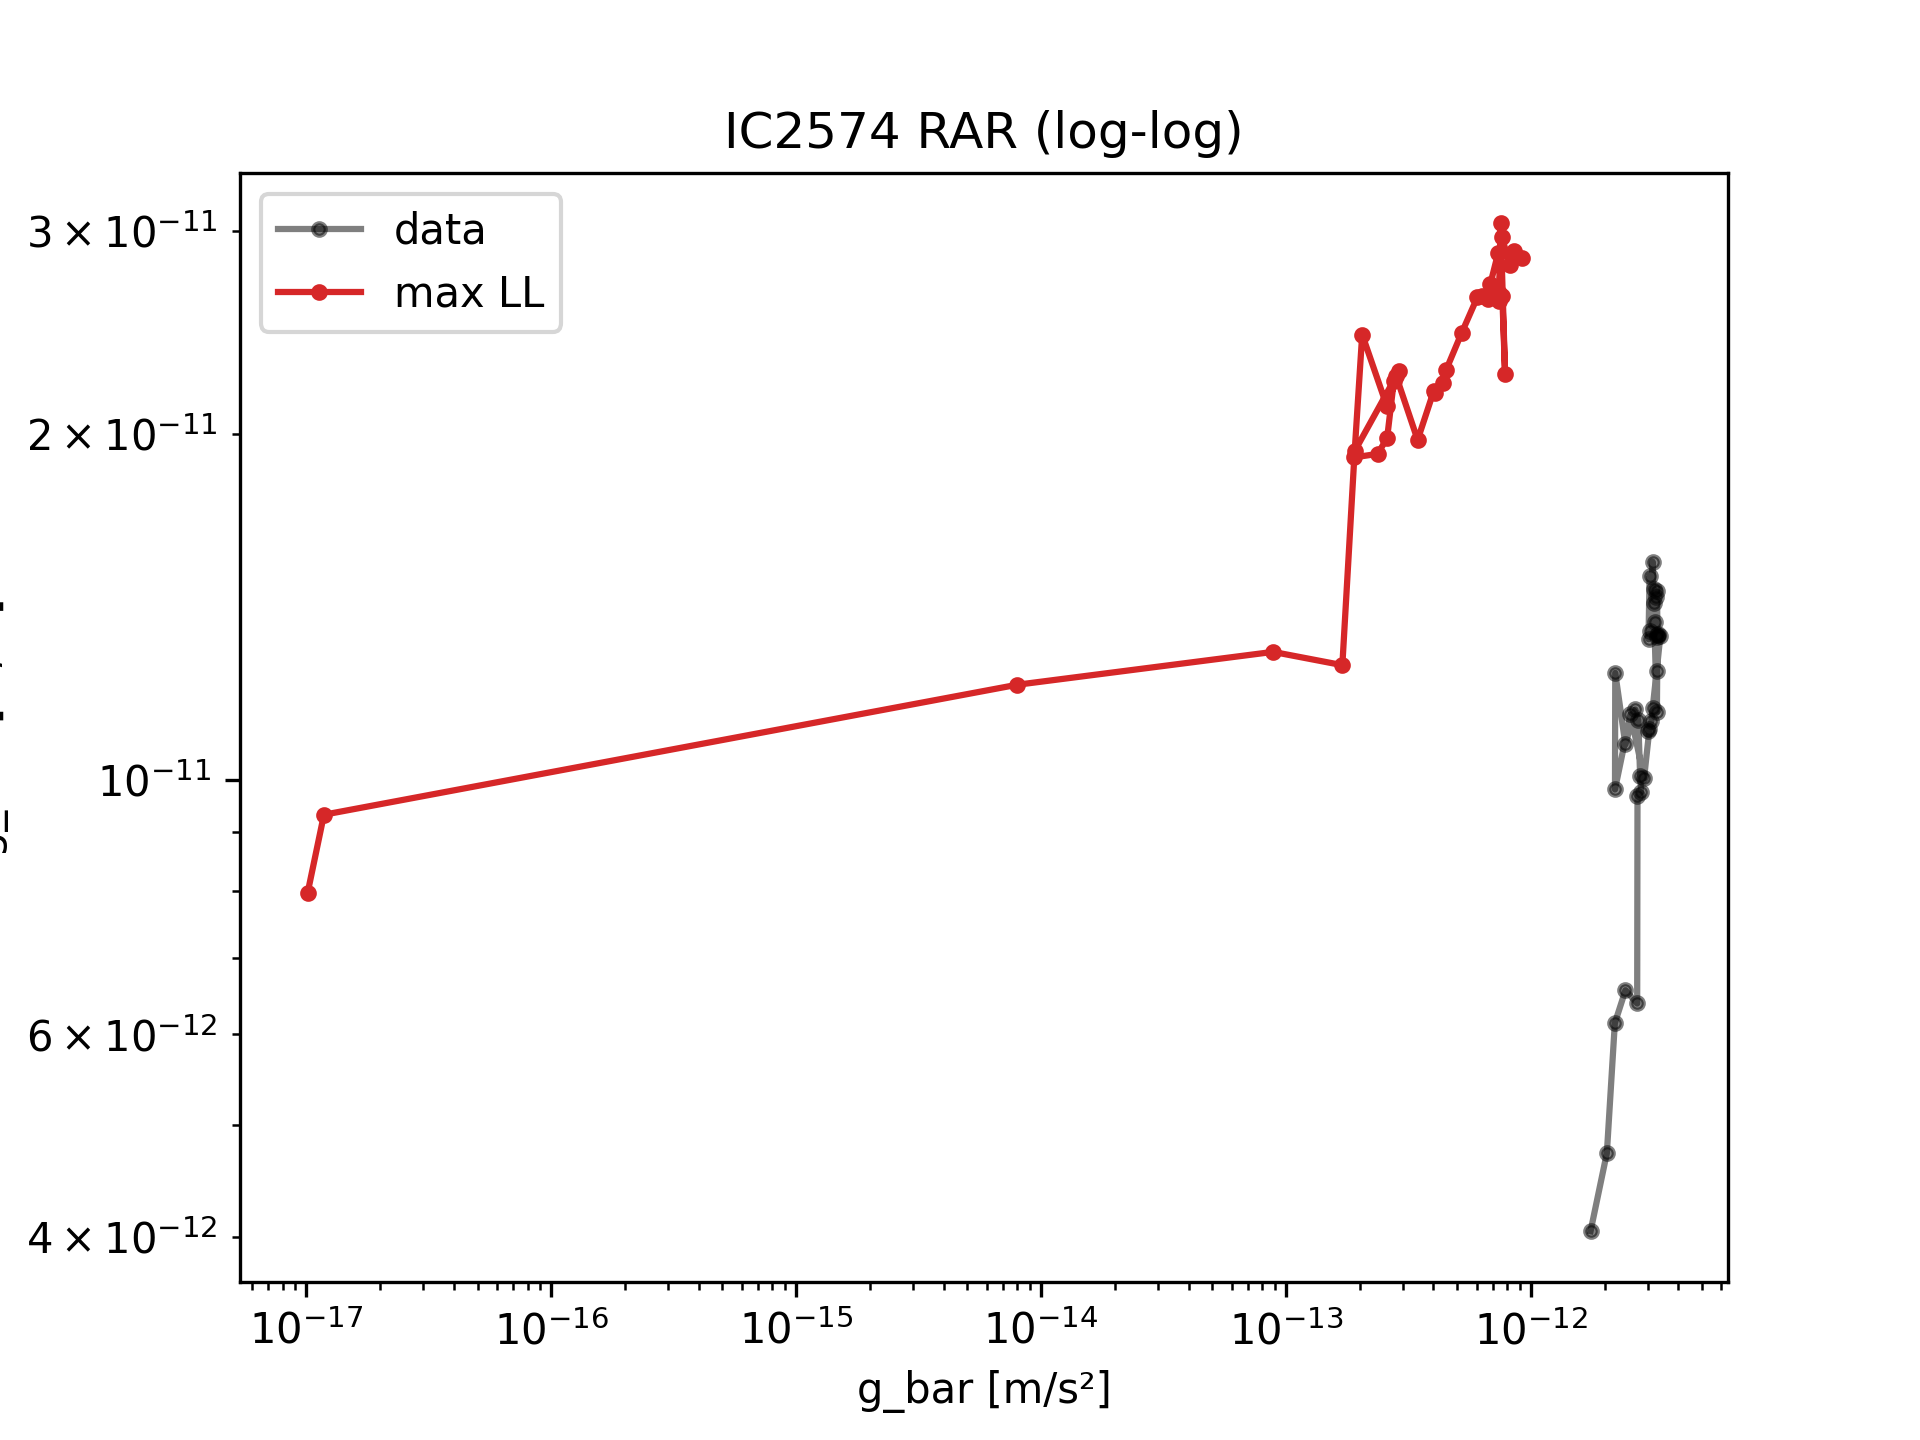 IC2574 RAR (log-log)
data
max LL
3 × 10⁻¹¹
2 × 10⁻¹¹
10⁻¹¹
6 × 10⁻¹²
4 × 10⁻¹²
10⁻¹⁷ 10⁻¹⁶ 10⁻¹⁵ 10⁻¹⁴ 10⁻¹³ 10⁻¹²
g_bar [m/s²]